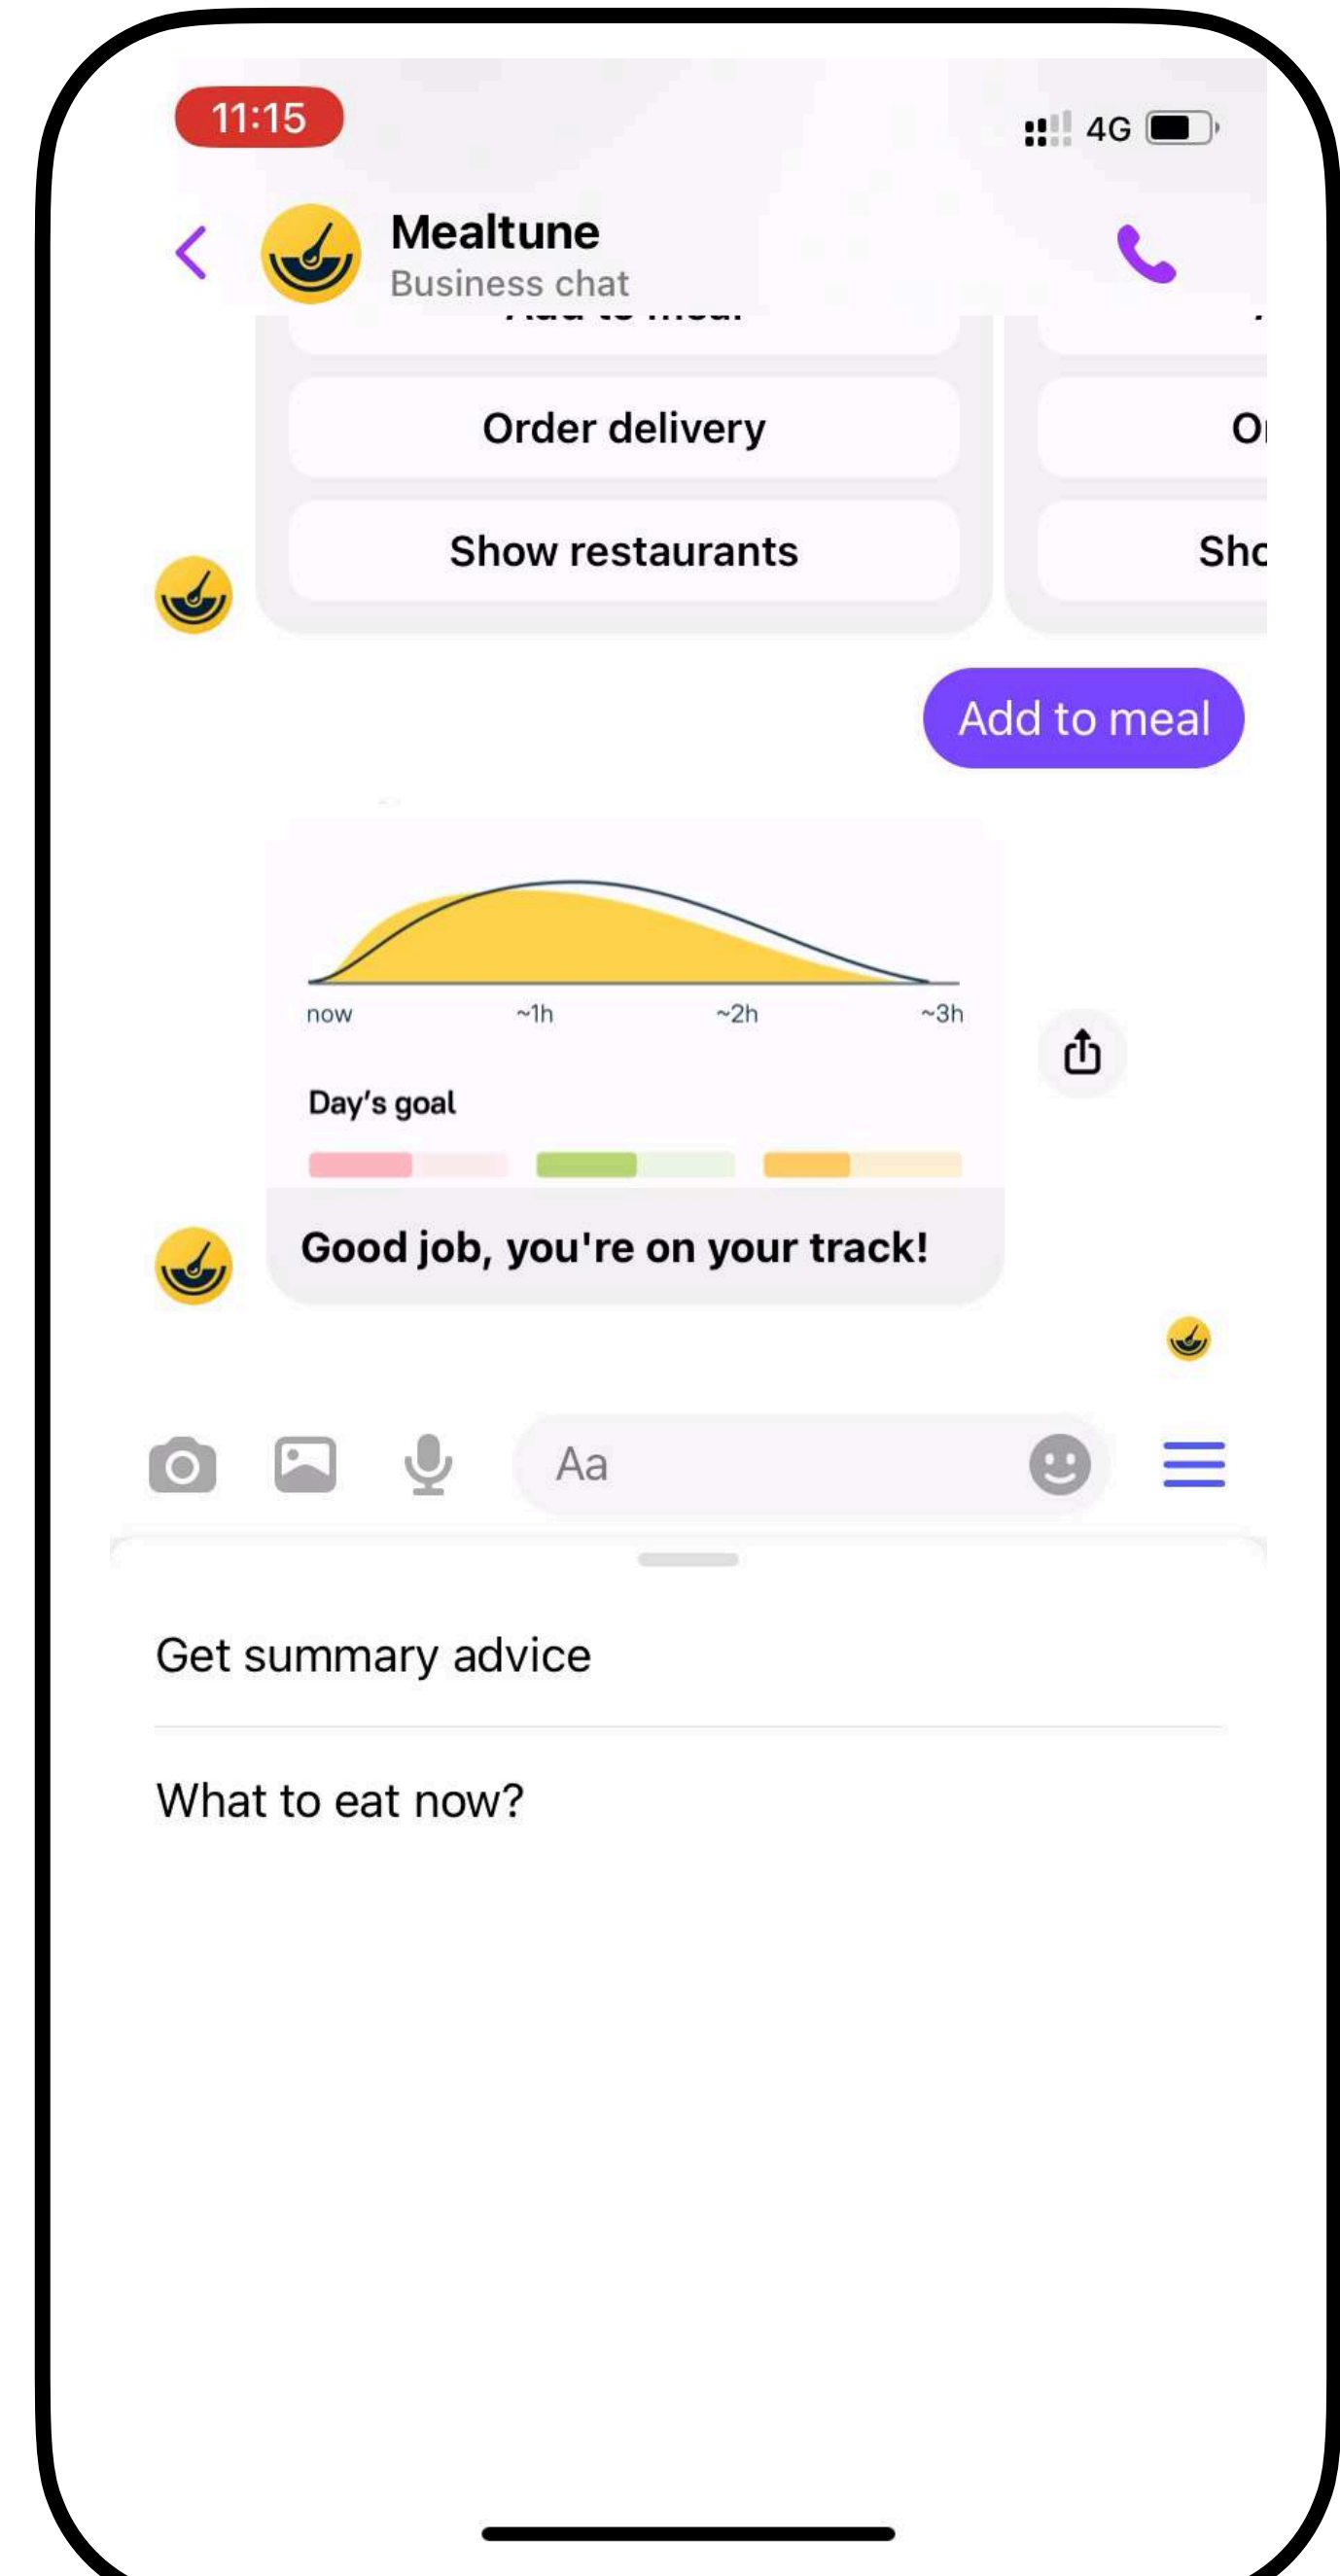 11:15
4G
Mealtune
Business chat
Order delivery
Show restaurants
Add to meal
now ~1h ~2h ~3h
Day's goal
Good job, you're on your track!
Aa
Get summary advice
What to eat now?